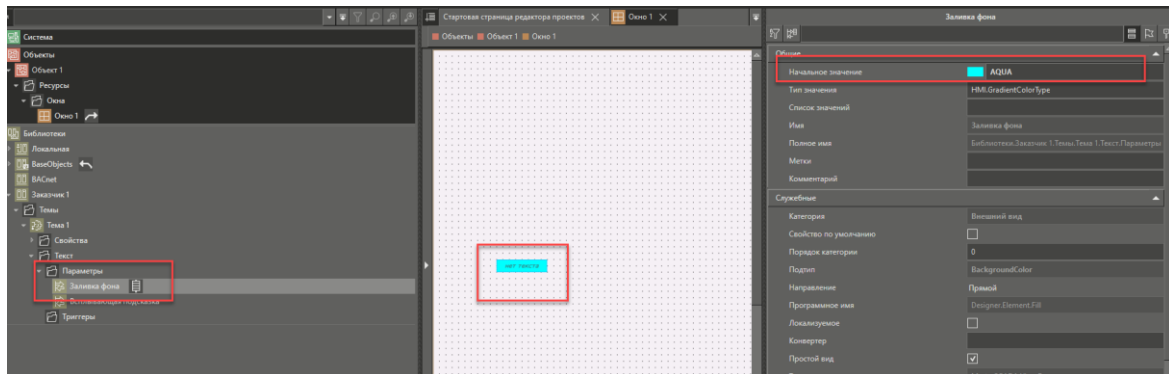 Система
Объекты
Объект 1
Ресурсы
Окна
Окно 1
Библиотеки
Локальная
BaseObjects
BACnet
Заказчик 1
Темы
Тема 1
Свойства
Текст
Параметры
Заливка фона
Всплывающая подсказка
Триггеры
Стартовая страница редактора проектов
Окно 1
Объекты Объект 1 Окно 1
нет текста
Заливка фона
Общие
Начальное значение AQUA
Тип значения HMI.GradientColorType
Список значений
Имя Заливка фона
Полное имя Библиотека.Заказчик 1.Темы.Тема 1.Текст.Параметры
Метки
Комментарий
Служебные
Категория Внешний вид
Свойство по умолчанию
Порядок категории 0
Подтип BackgroundColor
Направление Прямой
Программное имя Designer.Element.Fill
Локализуемое
Конвертер
Простой вид